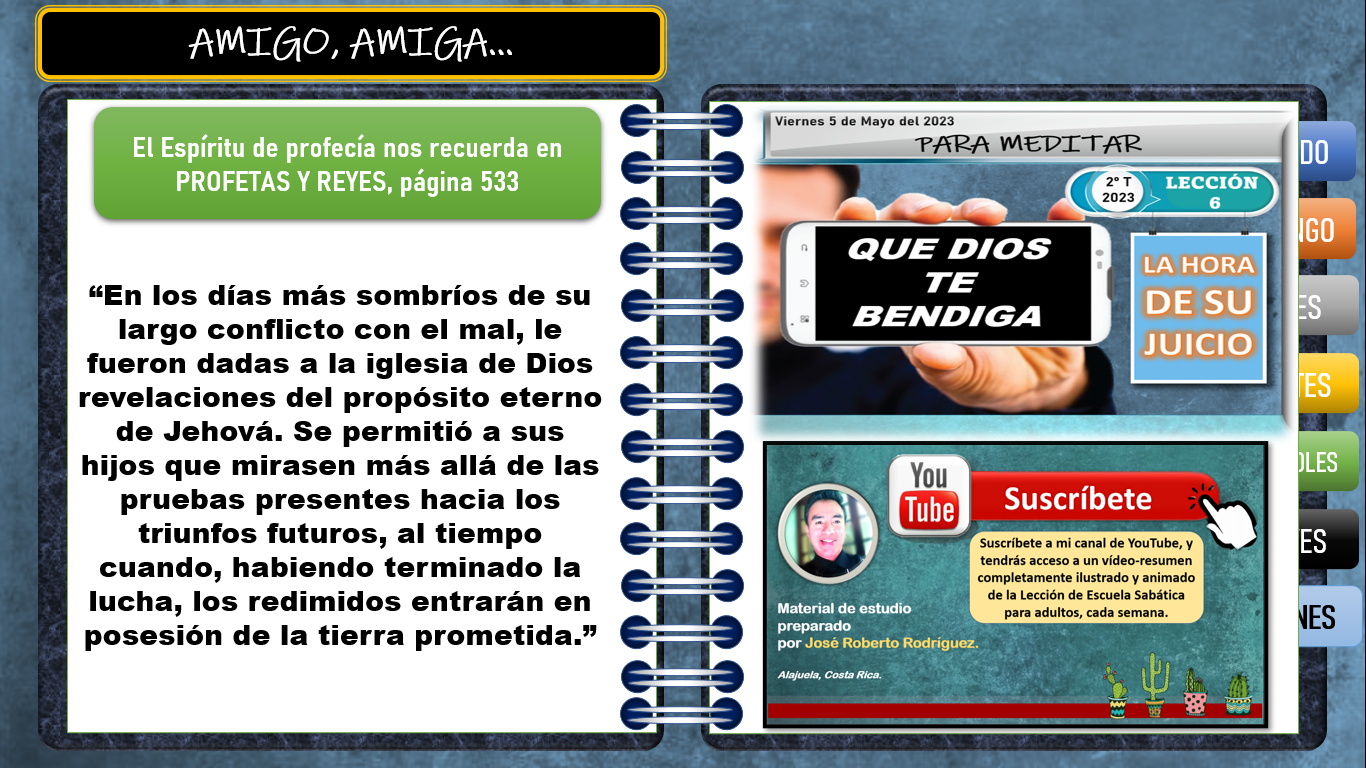 AMIGO, AMIGA...
El Espíritu de profecía nos recuerda en
PROFETAS Y REYES, página 533
“En los días más sombríos de su
largo conflicto con el mal, le
fueron dadas a la iglesia de Dios
revelaciones del propósito eterno
de Jehová. Se permitió a sus
hijos que mirasen más allá de las
pruebas presentes hacia los
triunfos futuros, al tiempo
cuando, habiendo terminado la
lucha, los redimidos entrarán en
posesión de la tierra prometida.”
Viernes 5 de Mayo del 2023
PARA MEDITAR
2° T
2023
LECCIÓN
6
QUE DIOS
TE
BENDIGA
LA HORA
DE SU
JUICIO
You
Tube
Suscríbete
Suscríbete a mi canal de YouTube, y
tendrás acceso a un vídeo-resumen
completamente ilustrado y animado
de la Lección de Escuela Sabática
para adultos, cada semana.
Material de estudio
preparado
por José Roberto Rodríguez.
Alajuela, Costa Rica.
DO
NGO
ES
TES
OLES
ES
NES